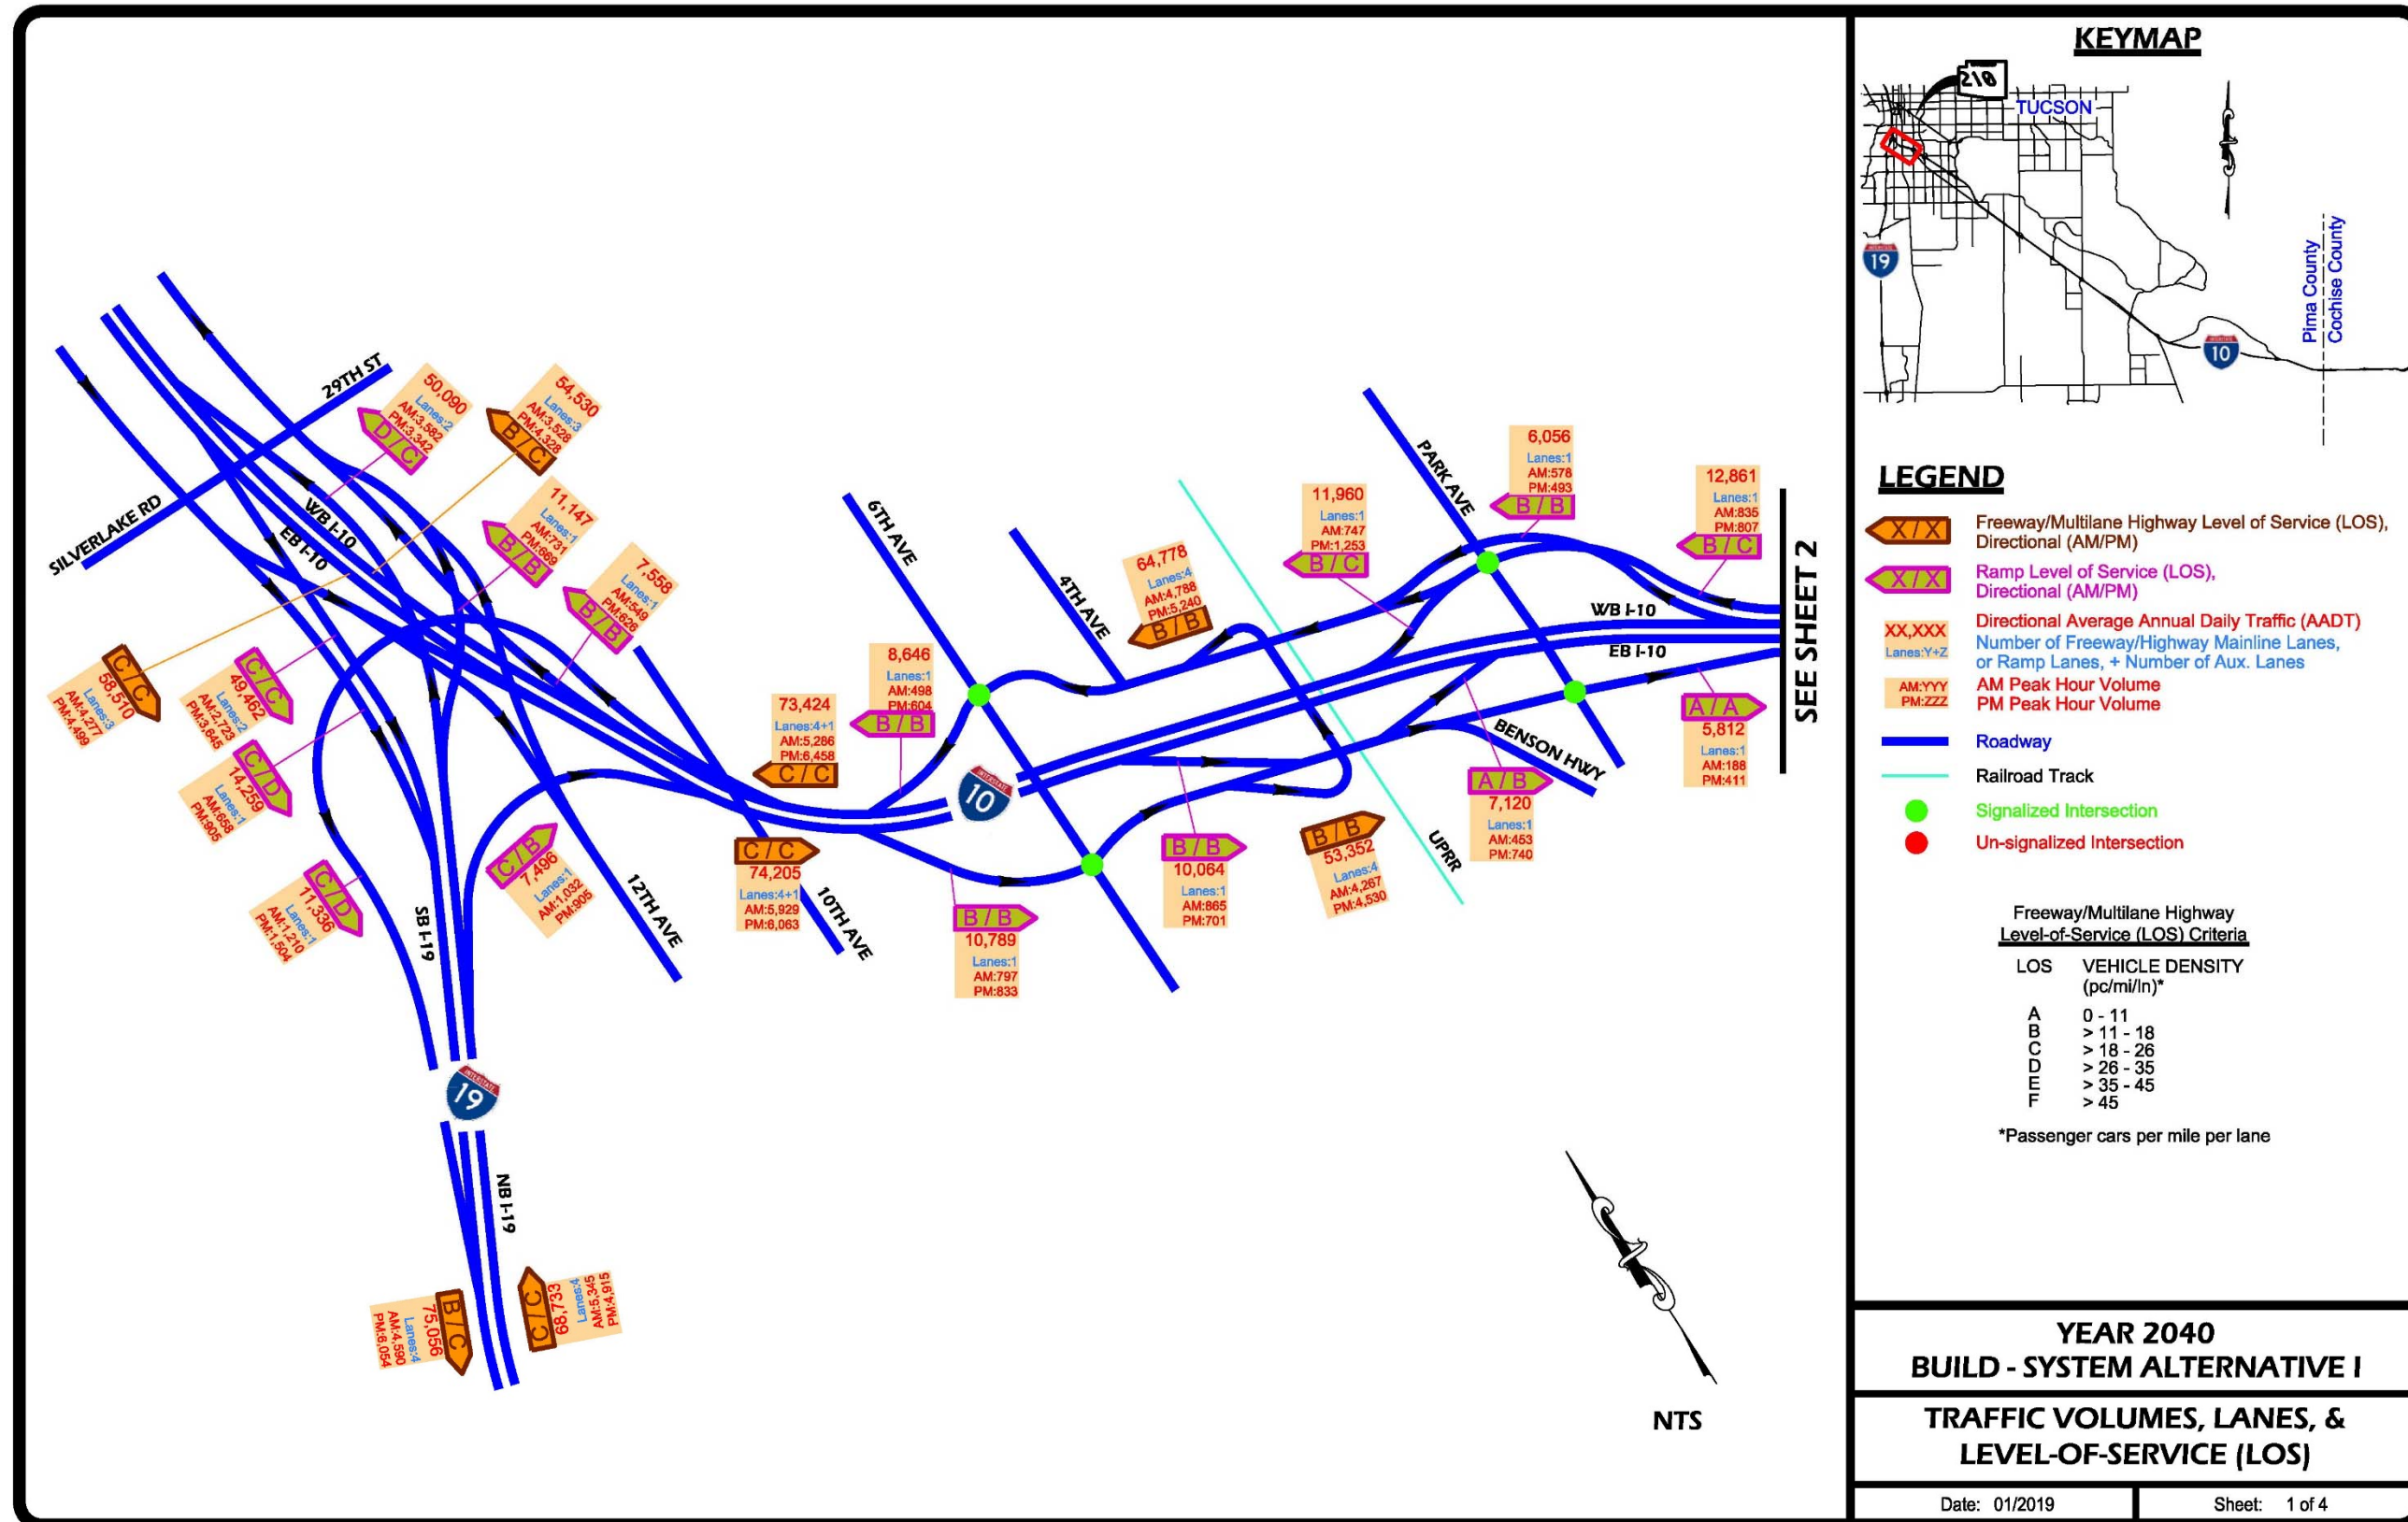 29TH ST
SILVERLAKE RD
WB I-10
EB I-10
50,090
Lanes:2
AM:3,582
PM:3,342
D / C
54,530
Lanes:3
AM:3,528
PM:4,328
B / C
11,147
Lanes:1
AM:731
PM:669
B / B
7,558
Lanes:1
AM:549
PM:626
B / B
C / C
58,510
Lanes:3
AM:4,277
PM:4,499
C / C
49,462
Lanes:2
AM:2,723
PM:3,645
C / D
14,259
Lanes:1
AM:658
PM:905
C / D
11,336
Lanes:1
AM:1,210
PM:1,504
C / B
7,496
Lanes:1
AM:1,032
PM:905
SB I-19
INTERSTATE
19
NB I-19
B / C
75,056
Lanes:4
AM:4,590
PM:6,054
C / C
68,733
Lanes:4
AM:5,345
PM:4,915
12TH AVE
10TH AVE
6TH AVE
4TH AVE
73,424
Lanes:4+1
AM:5,286
PM:6,458
C / C
C / C
74,205
Lanes:4+1
AM:5,929
PM:6,063
8,646
Lanes:1
AM:498
PM:604
B / B
INTERSTATE
10
B / B
10,789
Lanes:1
AM:797
PM:833
64,778
Lanes:4
AM:4,788
PM:5,240
B / B
B / B
10,064
Lanes:1
AM:865
PM:701
B / B
53,352
Lanes:4
AM:4,267
PM:4,530
UPRR
11,960
Lanes:1
AM:747
PM:1,253
B / C
PARK AVE
6,056
Lanes:1
AM:578
PM:493
B / B
12,861
Lanes:1
AM:835
PM:807
B / C
WB I-10
EB I-10
BENSON HWY
A / B
7,120
Lanes:1
AM:453
PM:740
A / A
5,812
Lanes:1
AM:188
PM:411
SEE SHEET 2
NTS
KEYMAP
210
TUCSON
19
10
Pima County
Cochise County
LEGEND
X / X
Freeway/Multilane Highway Level of Service (LOS),
Directional (AM/PM)
X / X
Ramp Level of Service (LOS),
Directional (AM/PM)
XX,XXX
Lanes:Y+Z
Directional Average Annual Daily Traffic (AADT)
Number of Freeway/Highway Mainline Lanes,
or Ramp Lanes, + Number of Aux. Lanes
AM:YYY
PM:ZZZ
AM Peak Hour Volume
PM Peak Hour Volume
Roadway
Railroad Track
Signalized Intersection
Un-signalized Intersection
Freeway/Multilane Highway
Level-of-Service (LOS) Criteria
LOS VEHICLE DENSITY
(pc/mi/ln)*
A 0 - 11
B > 11 - 18
C > 18 - 26
D > 26 - 35
E > 35 - 45
F > 45
*Passenger cars per mile per lane
YEAR 2040
BUILD - SYSTEM ALTERNATIVE I
TRAFFIC VOLUMES, LANES, &
LEVEL-OF-SERVICE (LOS)
Date: 01/2019 Sheet: 1 of 4